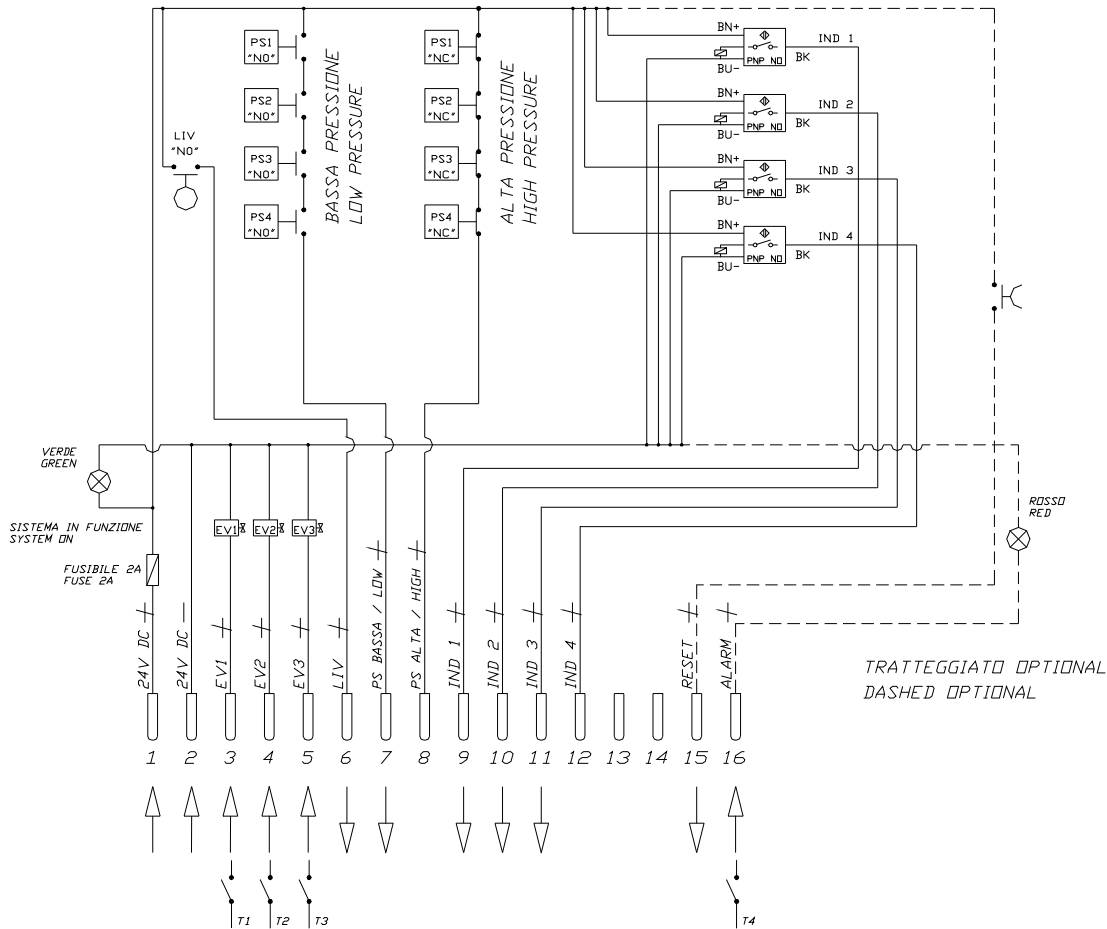 PS1
"NO"
PS2
"NO"
PS3
"NO"
PS4
"NO"
BASSA PRESSIONE
LOW PRESSURE
PS1
"NC"
PS2
"NC"
PS3
"NC"
PS4
"NC"
ALTA PRESSIONE
HIGH PRESSURE
LIV
"NO"
BN+
IND 1
PNP NO
BK
BU-
BN+
IND 2
PNP NO
BK
BU-
BN+
IND 3
PNP NO
BK
BU-
BN+
IND 4
PNP NO
BK
BU-
VERDE
GREEN
SISTEMA IN FUNZIONE
SYSTEM ON
FUSIBILE 2A
FUSE 2A
EV1
EV2
EV3
ROSSO
RED
24V DC +
24V DC -
EV1 +
EV2 +
EV3 +
LIV +
PS BASSA / LOW +
PS ALTA / HIGH +
IND 1 +
IND 2 +
IND 3 +
IND 4 +
RESET +
ALARM +
TRATTEGGIATO OPTIONAL
DASHED OPTIONAL
1 2 3 4 5 6 7 8 9 10 11 12 13 14 15 16
T1 T2 T3 T4